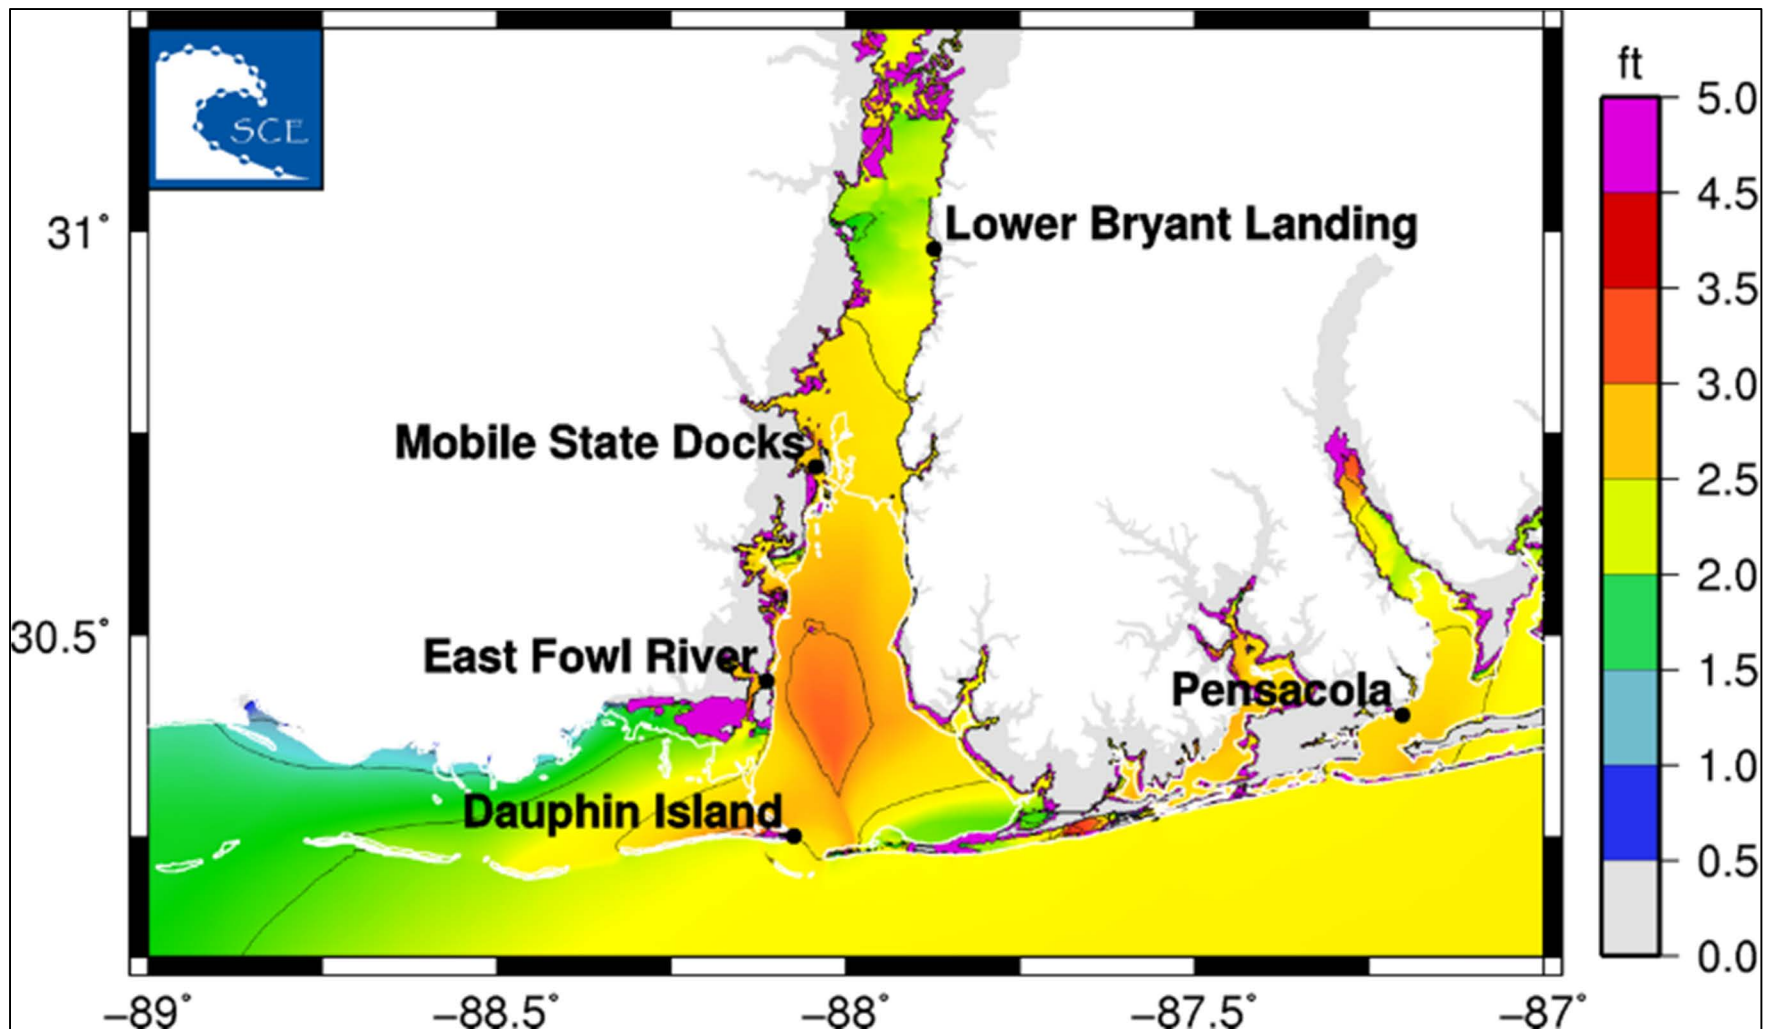 ft
SCE
5.0
4.5
31°
Lower Bryant Landing
3.5
3.0
Mobile State Docks
2.5
2.0
30.5°
East Fowl River
Pensacola
1.5
1.0
Dauphin Island
0.5
0.0
−89°
−88.5°
−88°
−87.5°
−87°